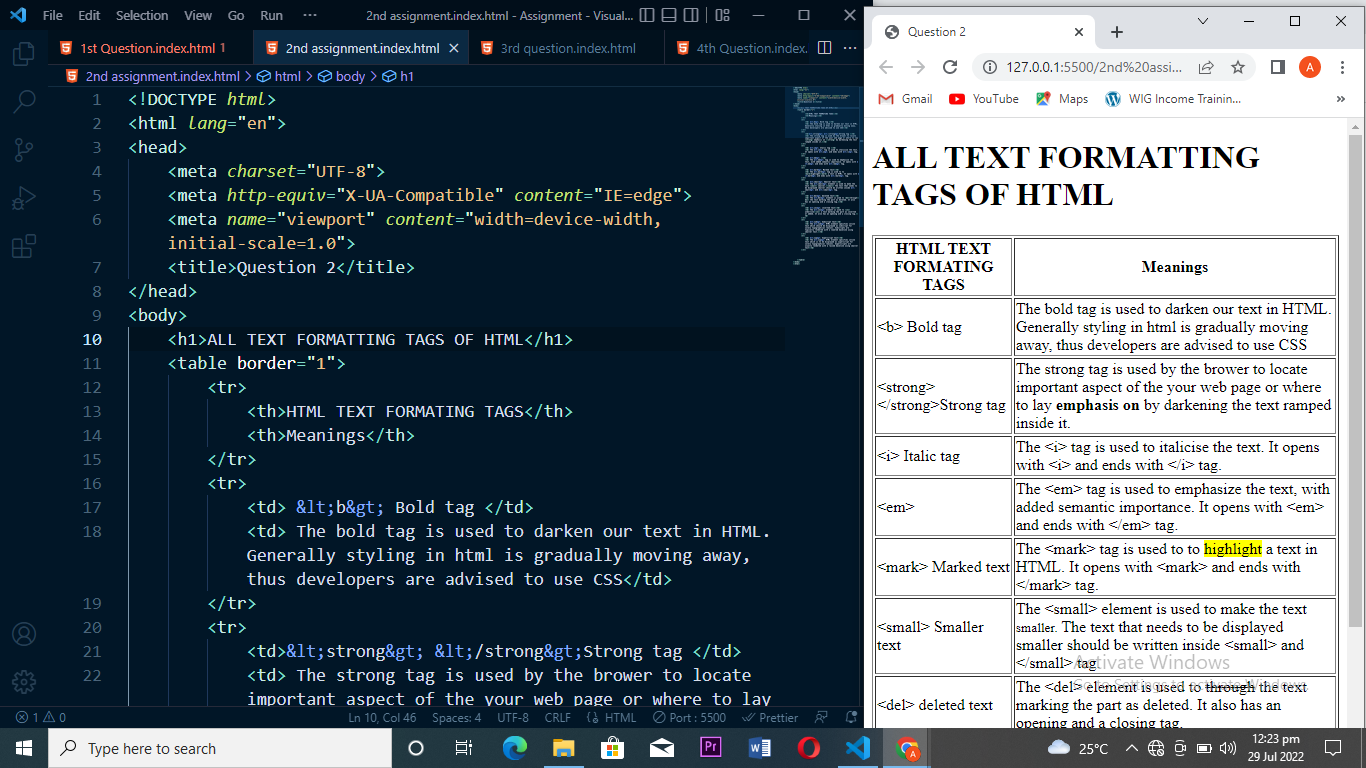 File Edit Selection View Go Run ··· 2nd assignment.index.html - Assignment - Visual...
1st Question.index.html 1 2nd assignment.index.html 3rd question.index.html 4th Question.index.
2nd assignment.index.html > html > body > h1
1 <!DOCTYPE html>
2 <html lang="en">
3 <head>
4 <meta charset="UTF-8">
5 <meta http-equiv="X-UA-Compatible" content="IE=edge">
6 <meta name="viewport" content="width=device-width,
initial-scale=1.0">
7 <title>Question 2</title>
8 </head>
9 <body>
10 <h1>ALL TEXT FORMATTING TAGS OF HTML</h1>
11 <table border="1">
12 <tr>
13 <th>HTML TEXT FORMATING TAGS</th>
14 <th>Meanings</th>
15 </tr>
16 <tr>
17 <td> &lt;b&gt; Bold tag </td>
18 <td> The bold tag is used to darken our text in HTML.
Generally styling in html is gradually moving away,
thus developers are advised to use CSS</td>
19 </tr>
20 <tr>
21 <td>&lt;strong&gt; &lt;/strong&gt;Strong tag </td>
22 <td> The strong tag is used by the brower to locate
important aspect of the your web page or where to lay
1 0 Ln 10, Col 46 Spaces: 4 UTF-8 CRLF HTML Port : 5500 Prettier
Question 2
127.0.0.1:5500/2nd%20assi... A
Gmail YouTube Maps WIG Income Trainin... »
ALL TEXT FORMATTING
TAGS OF HTML
HTML TEXT
FORMATING
TAGS
Meanings
<b> Bold tag
The bold tag is used to darken our text in HTML.
Generally styling in html is gradually moving
away, thus developers are advised to use CSS
<strong>
</strong>Strong tag
The strong tag is used by the brower to locate
important aspect of the your web page or where
to lay emphasis on by darkening the text ramped
inside it.
<i> Italic tag
The <i> tag is used to italicise the text. It opens
with <i> and ends with </i> tag.
<em>
The <em> tag is used to emphasize the text, with
added semantic importance. It opens with <em>
and ends with </em> tag.
<mark> Marked text
The <mark> tag is used to to highlight a text in
HTML. It opens with <mark> and ends with
</mark> tag.
<small> Smaller
text
The <small> element is used to make the text
smaller. The text that needs to be displayed
smaller should be written inside <small> and
</small> tag
Activate Windows
Go to Settings to activate Windows.
<del> deleted text
The <del> element is used to through the text
marking the part as deleted. It also has an
opening and a closing tag.
Type here to search
Pr A
25°C
12:23 pm
29 Jul 2022